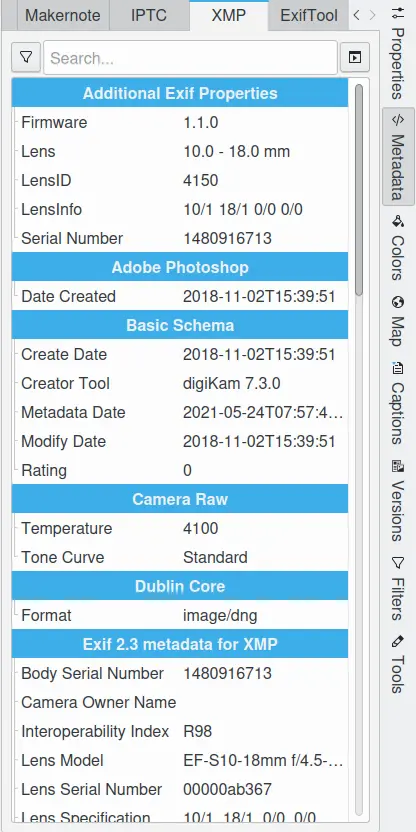 Makernote IPTC XMP ExifTool
Search...
Additional Exif Properties
Firmware 1.1.0
Lens 10.0 - 18.0 mm
LensID 4150
LensInfo 10/1 18/1 0/0 0/0
Serial Number 1480916713
Adobe Photoshop
Date Created 2018-11-02T15:39:51
Basic Schema
Create Date 2018-11-02T15:39:51
Creator Tool digiKam 7.3.0
Metadata Date 2021-05-24T07:57:4...
Modify Date 2018-11-02T15:39:51
Rating 0
Camera Raw
Temperature 4100
Tone Curve Standard
Dublin Core
Format image/dng
Exif 2.3 metadata for XMP
Body Serial Number 1480916713
Camera Owner Name
Interoperability Index R98
Lens Model EF-S10-18mm f/4.5-...
Lens Serial Number 00000ab367
Lens Specification 10/1 18/1 0/0 0/0
Properties
Metadata
Colors
Map
Captions
Versions
Filters
Tools